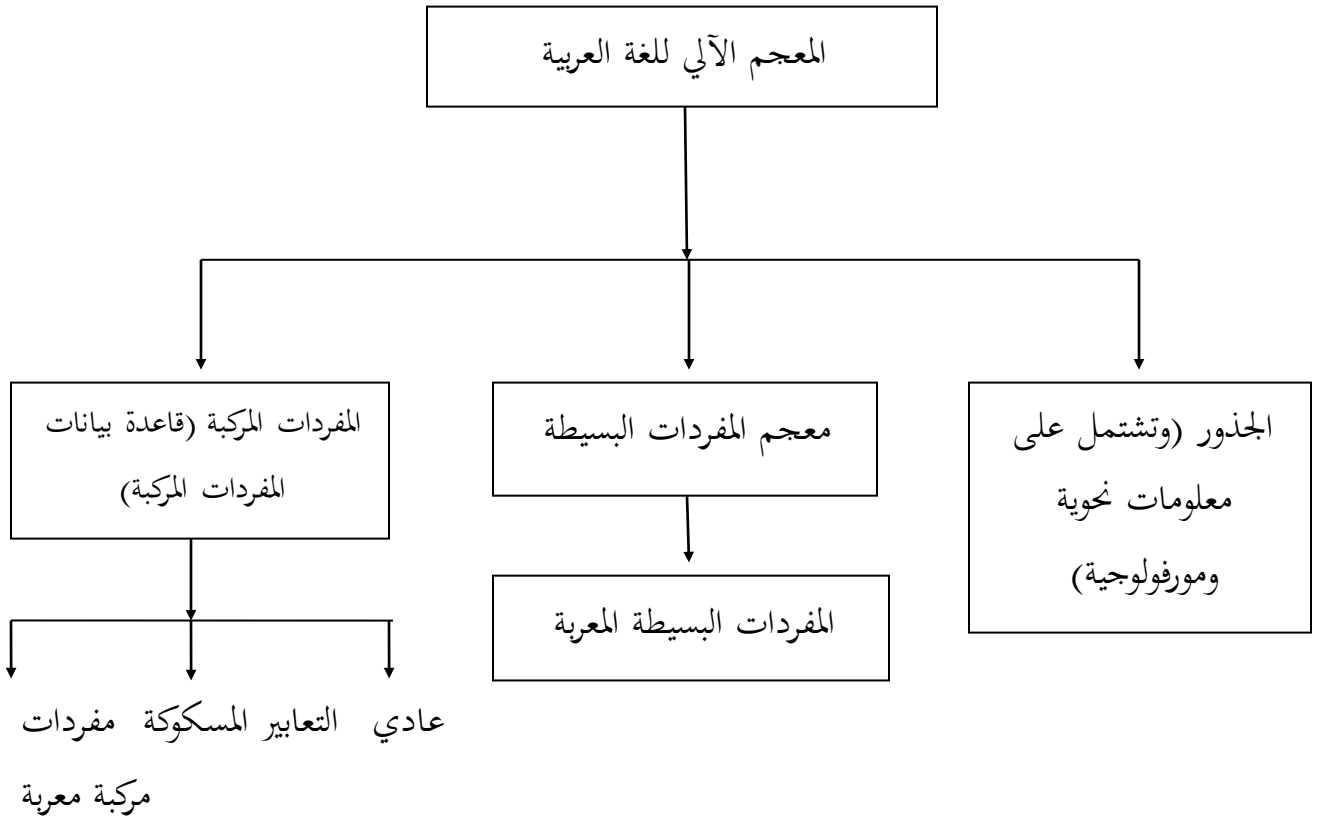 المعجم الآلي للغة العربية
الجذور (وتشتمل على
معلومات نحوية
ومورفولوجية)
معجم المفردات البسيطة
المفردات المركبة (قاعدة بيانات
المفردات المركبة)
المفردات البسيطة المعربة
عادي التعابير المسكوكة مفردات
مركبة معربة